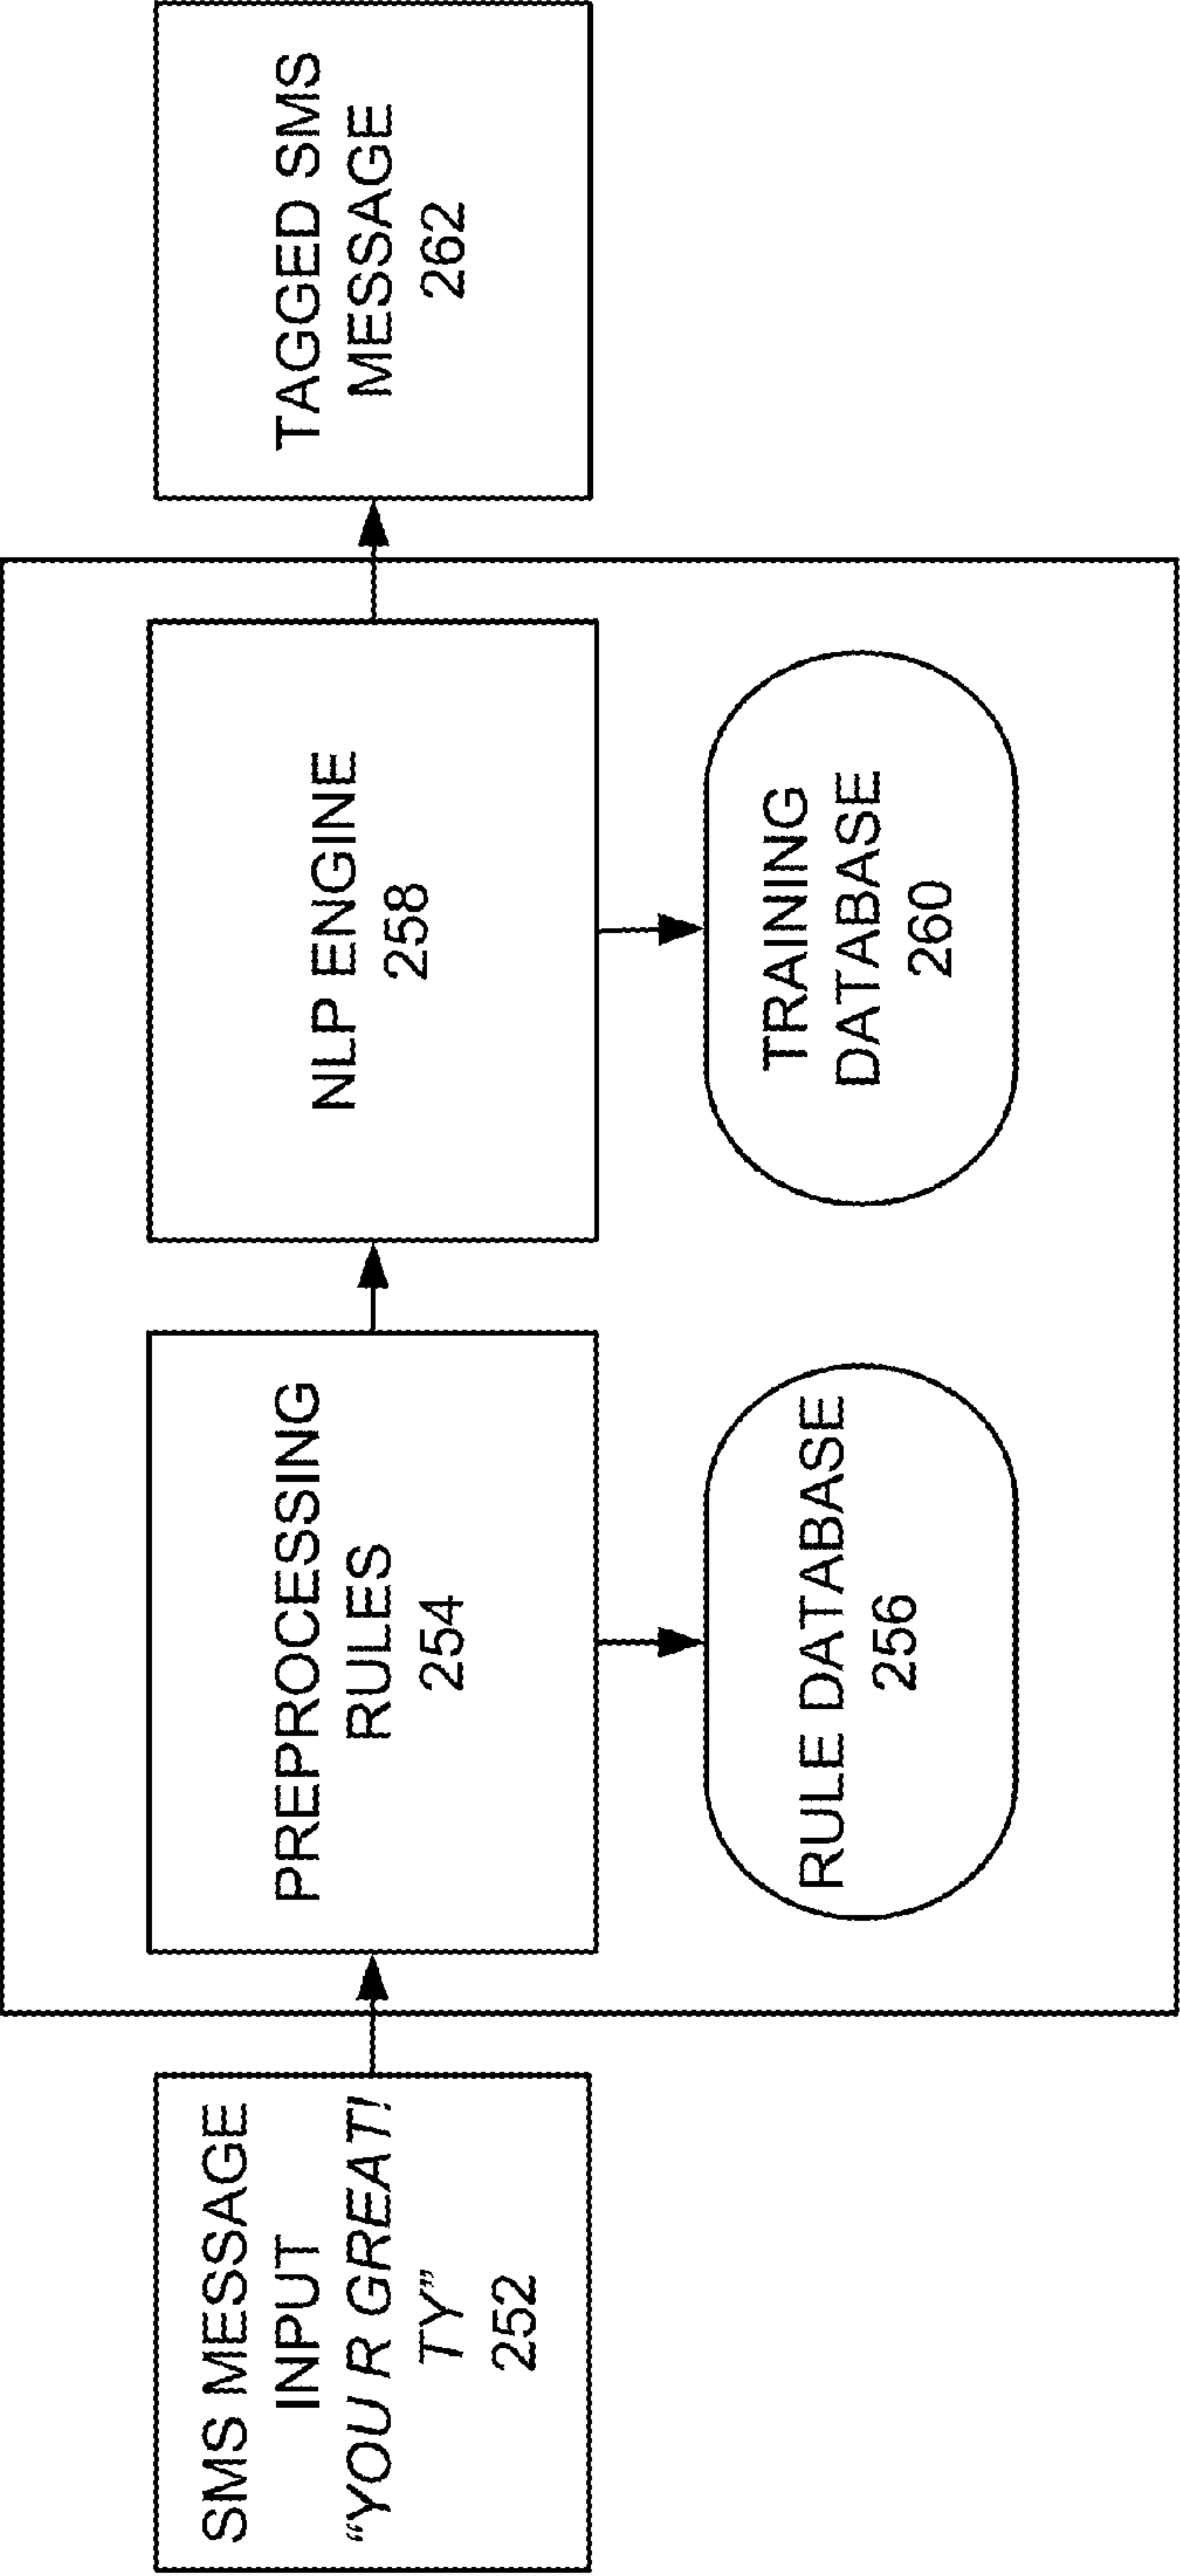 SMS MESSAGE
INPUT
“YOU R GREAT!
TY”
252
PREPROCESSING
RULES
254
RULE DATABASE
256
NLP ENGINE
258
TRAINING
DATABASE
260
TAGGED SMS
MESSAGE
262